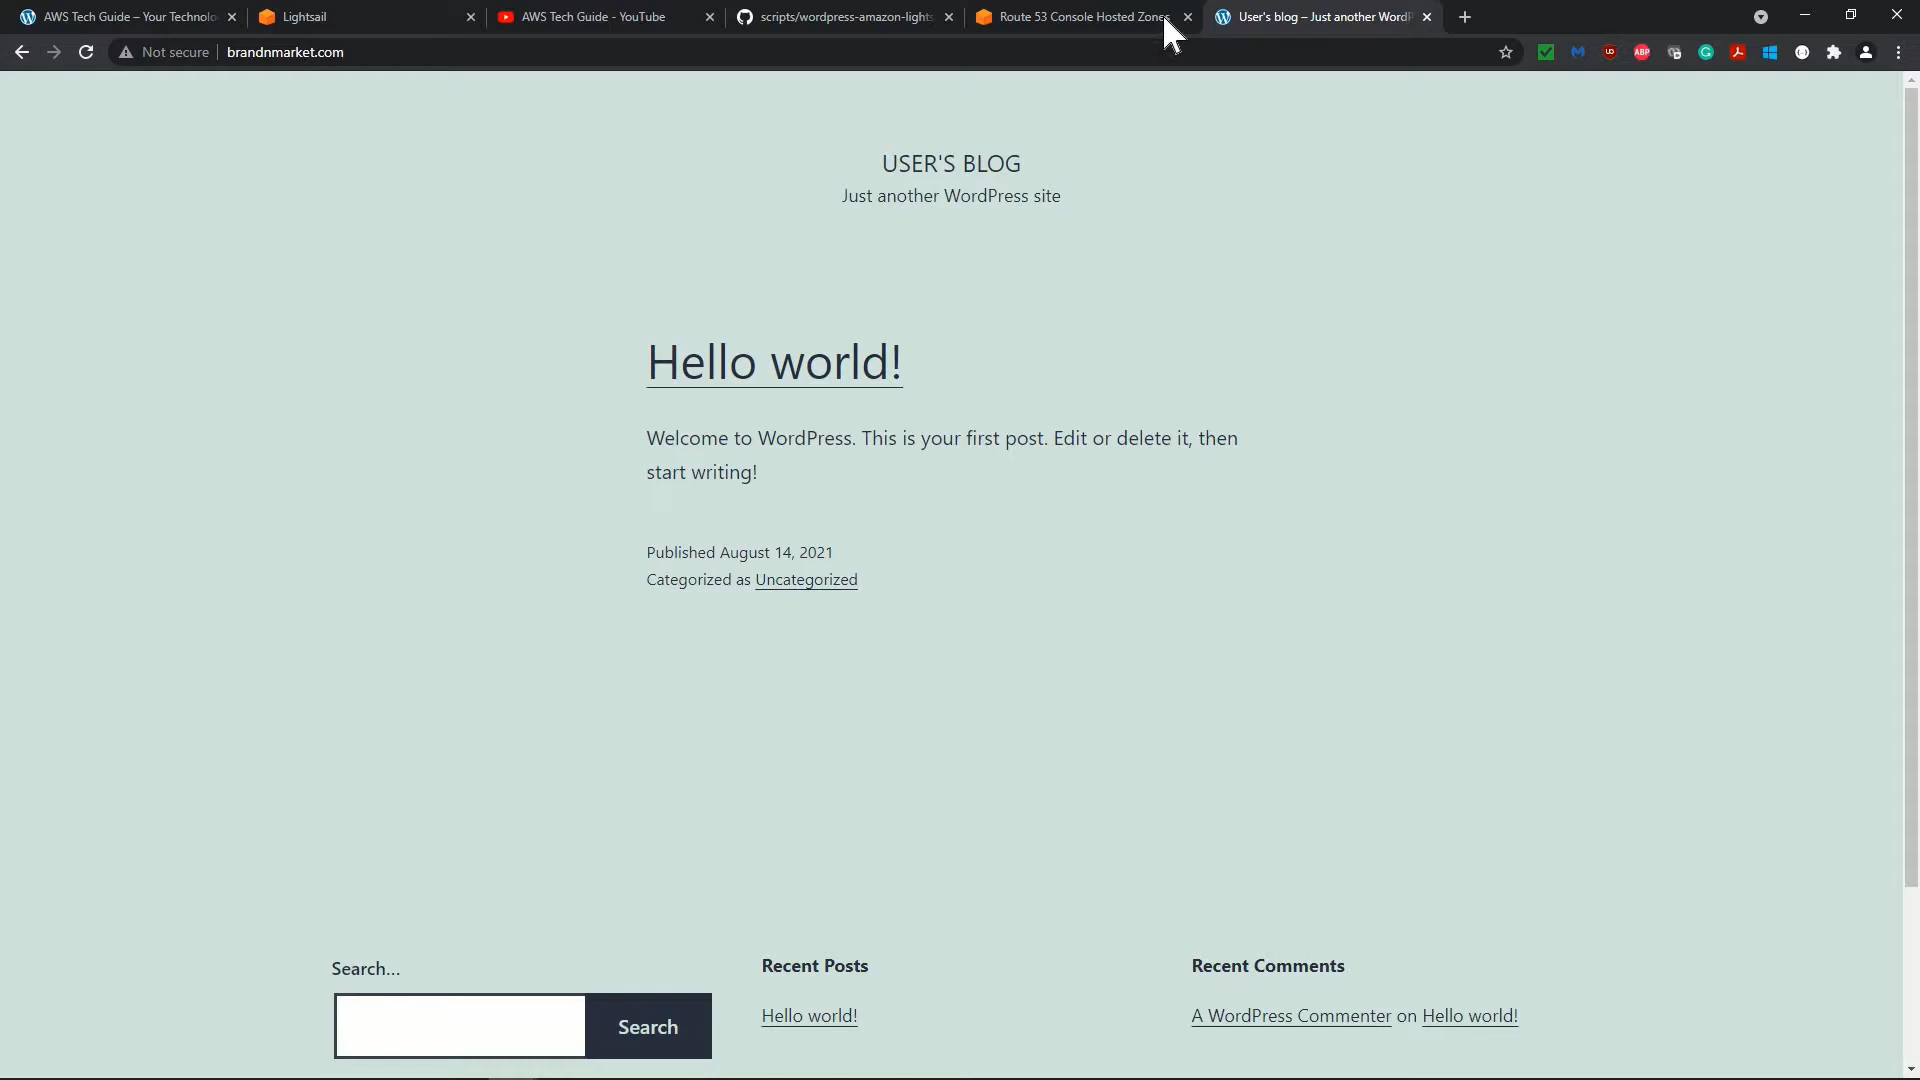 AWS Tech Guide – Your Technolo
Lightsail
AWS Tech Guide - YouTube
scripts/wordpress-amazon-lights
Route 53 Console Hosted Zones
User's blog – Just another WordP
Not secure
brandnmarket.com
ABP
USER'S BLOG
Just another WordPress site
Hello world!
Welcome to WordPress. This is your first post. Edit or delete it, then
start writing!
Published August 14, 2021
Categorized as Uncategorized
Search…
Search
Recent Posts
Hello world!
Recent Comments
A WordPress Commenter on Hello world!